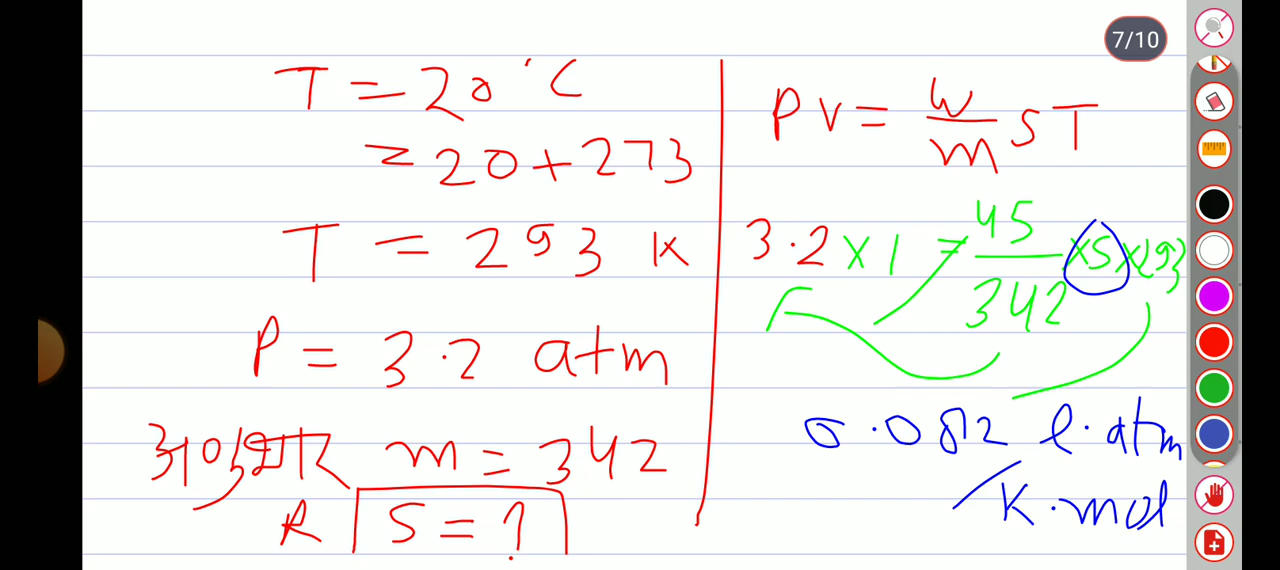 7/10
T = 20°C
= 20 + 273
T = 293 K
P = 3.2 atm
m = 342
R S = ?
PV = W/m ST
3.2 × 1 = 45/342 × S × 293
0.082 l.atm
/K.mol